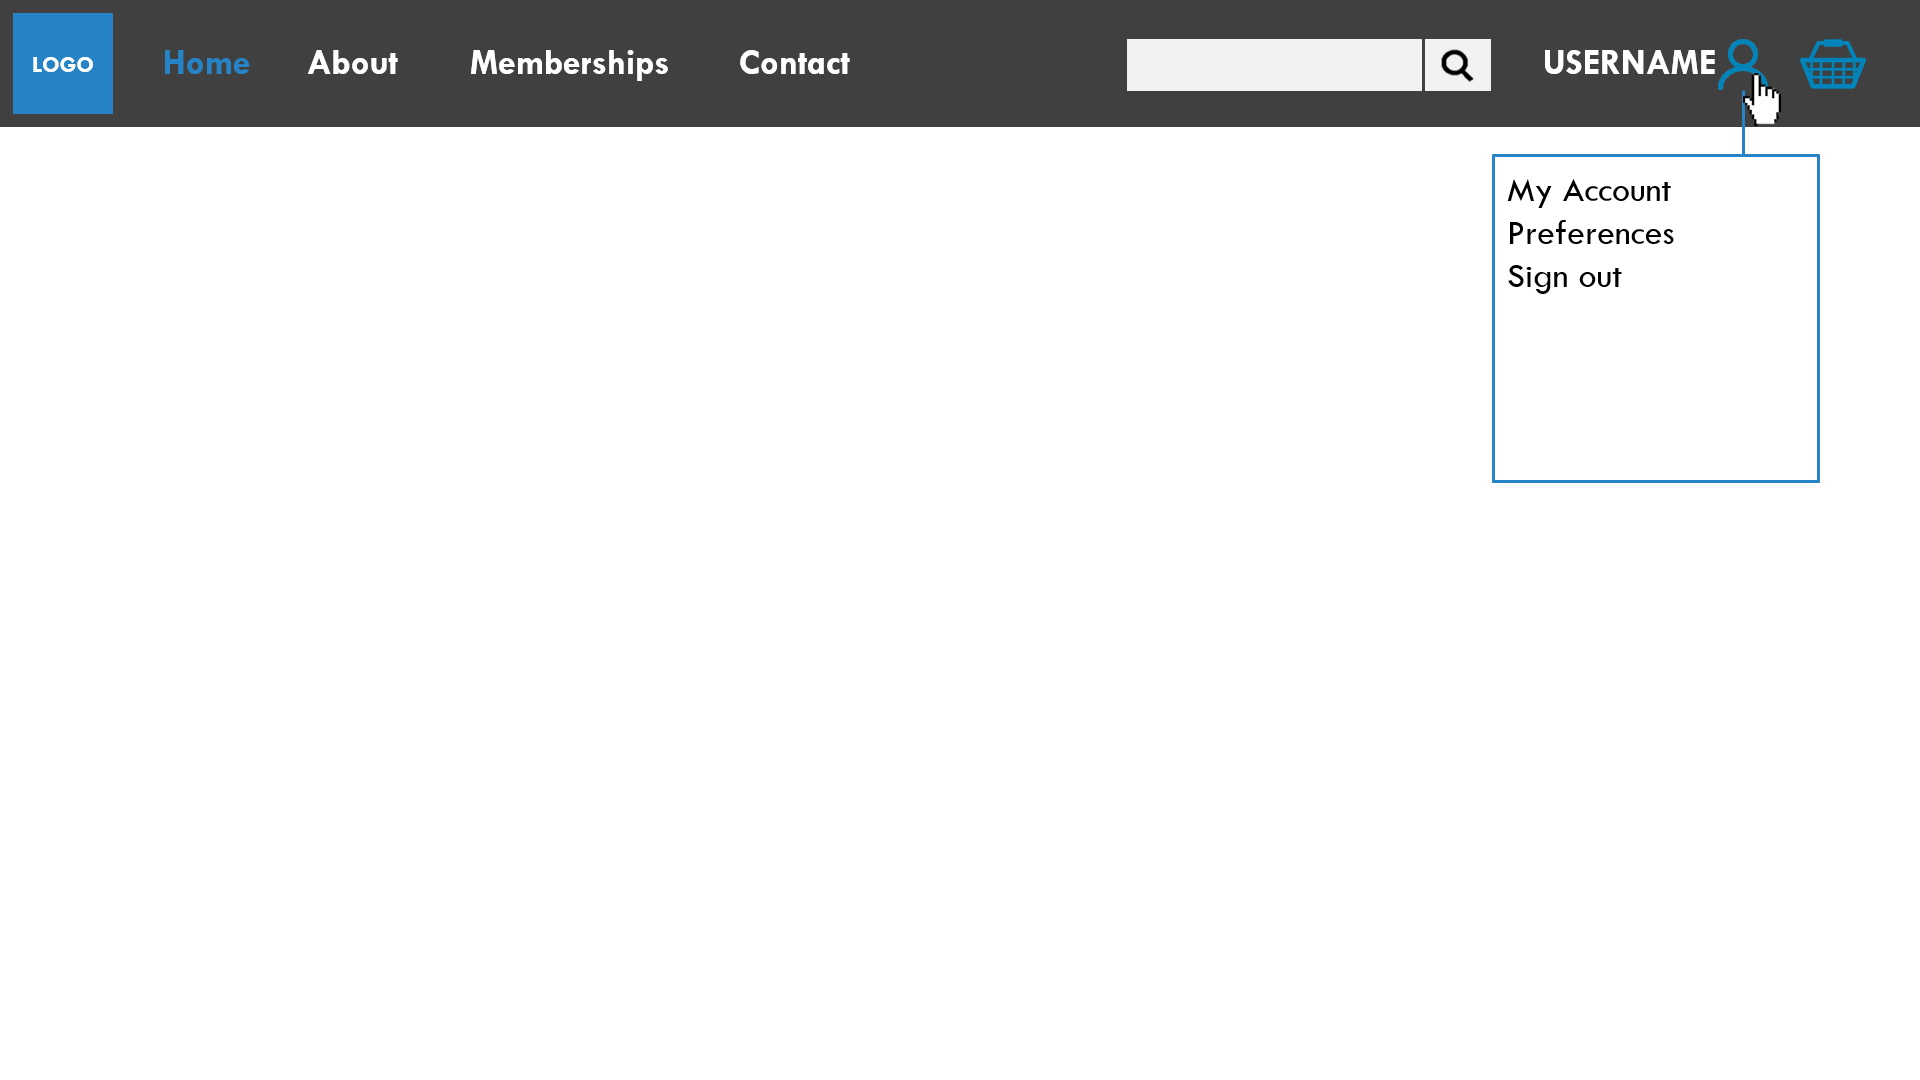 LOGO Home About Memberships Contact USERNAME
My Account
Preferences
Sign out